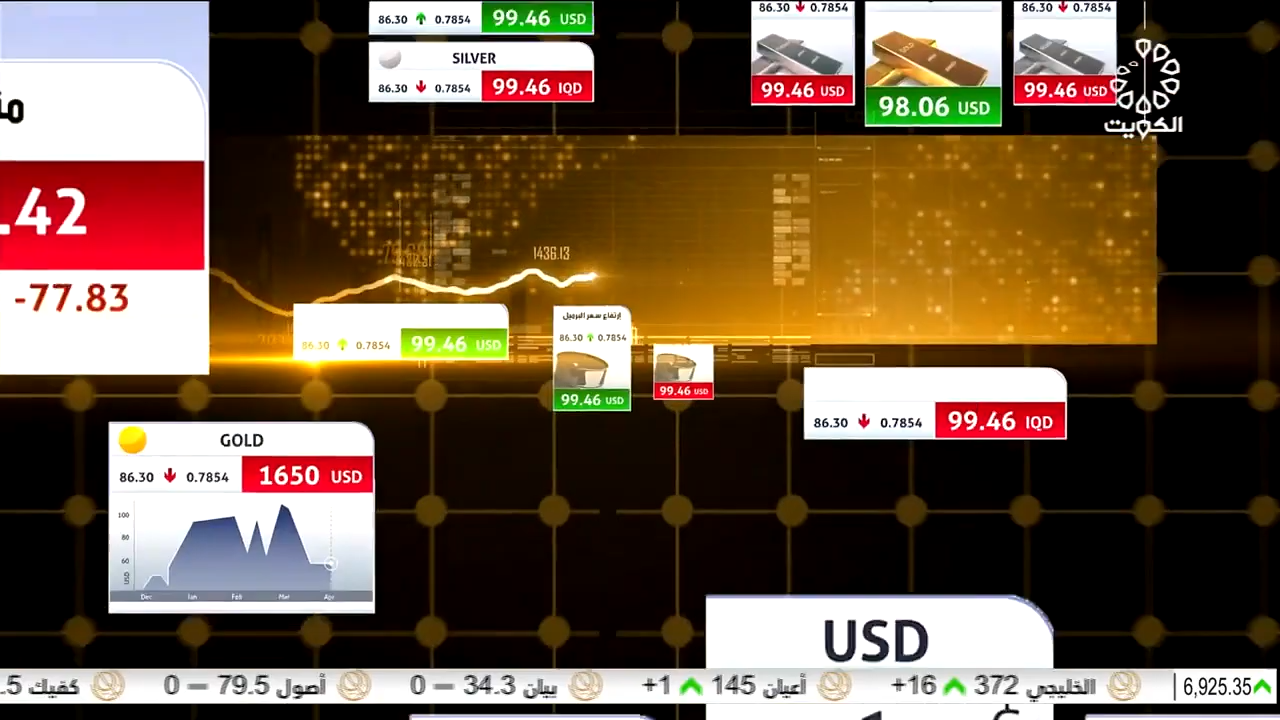 86.30 0.7854 99.46 USD
SILVER
86.30 0.7854 99.46 IQD
86.30 0.7854
99.46 USD
GOLD
98.06 USD
86.30 0.7854
99.46 USD
الكويت
.42
-77.83
1436.13
86.30 0.7854 99.46 USD
إرتفاع سعر البرميل
86.30 0.7854
99.46 USD
99.46 USD
86.30 0.7854 99.46 IQD
GOLD
86.30 0.7854 1650 USD
100
80
60
USD
Dec Jan Feb Mar Apr
USD
6,925.35 الخليجي 372 +16 أعيان 145 +1 بيان 34.3 – 0 أصول 79.5 – 0 كفيك 5.